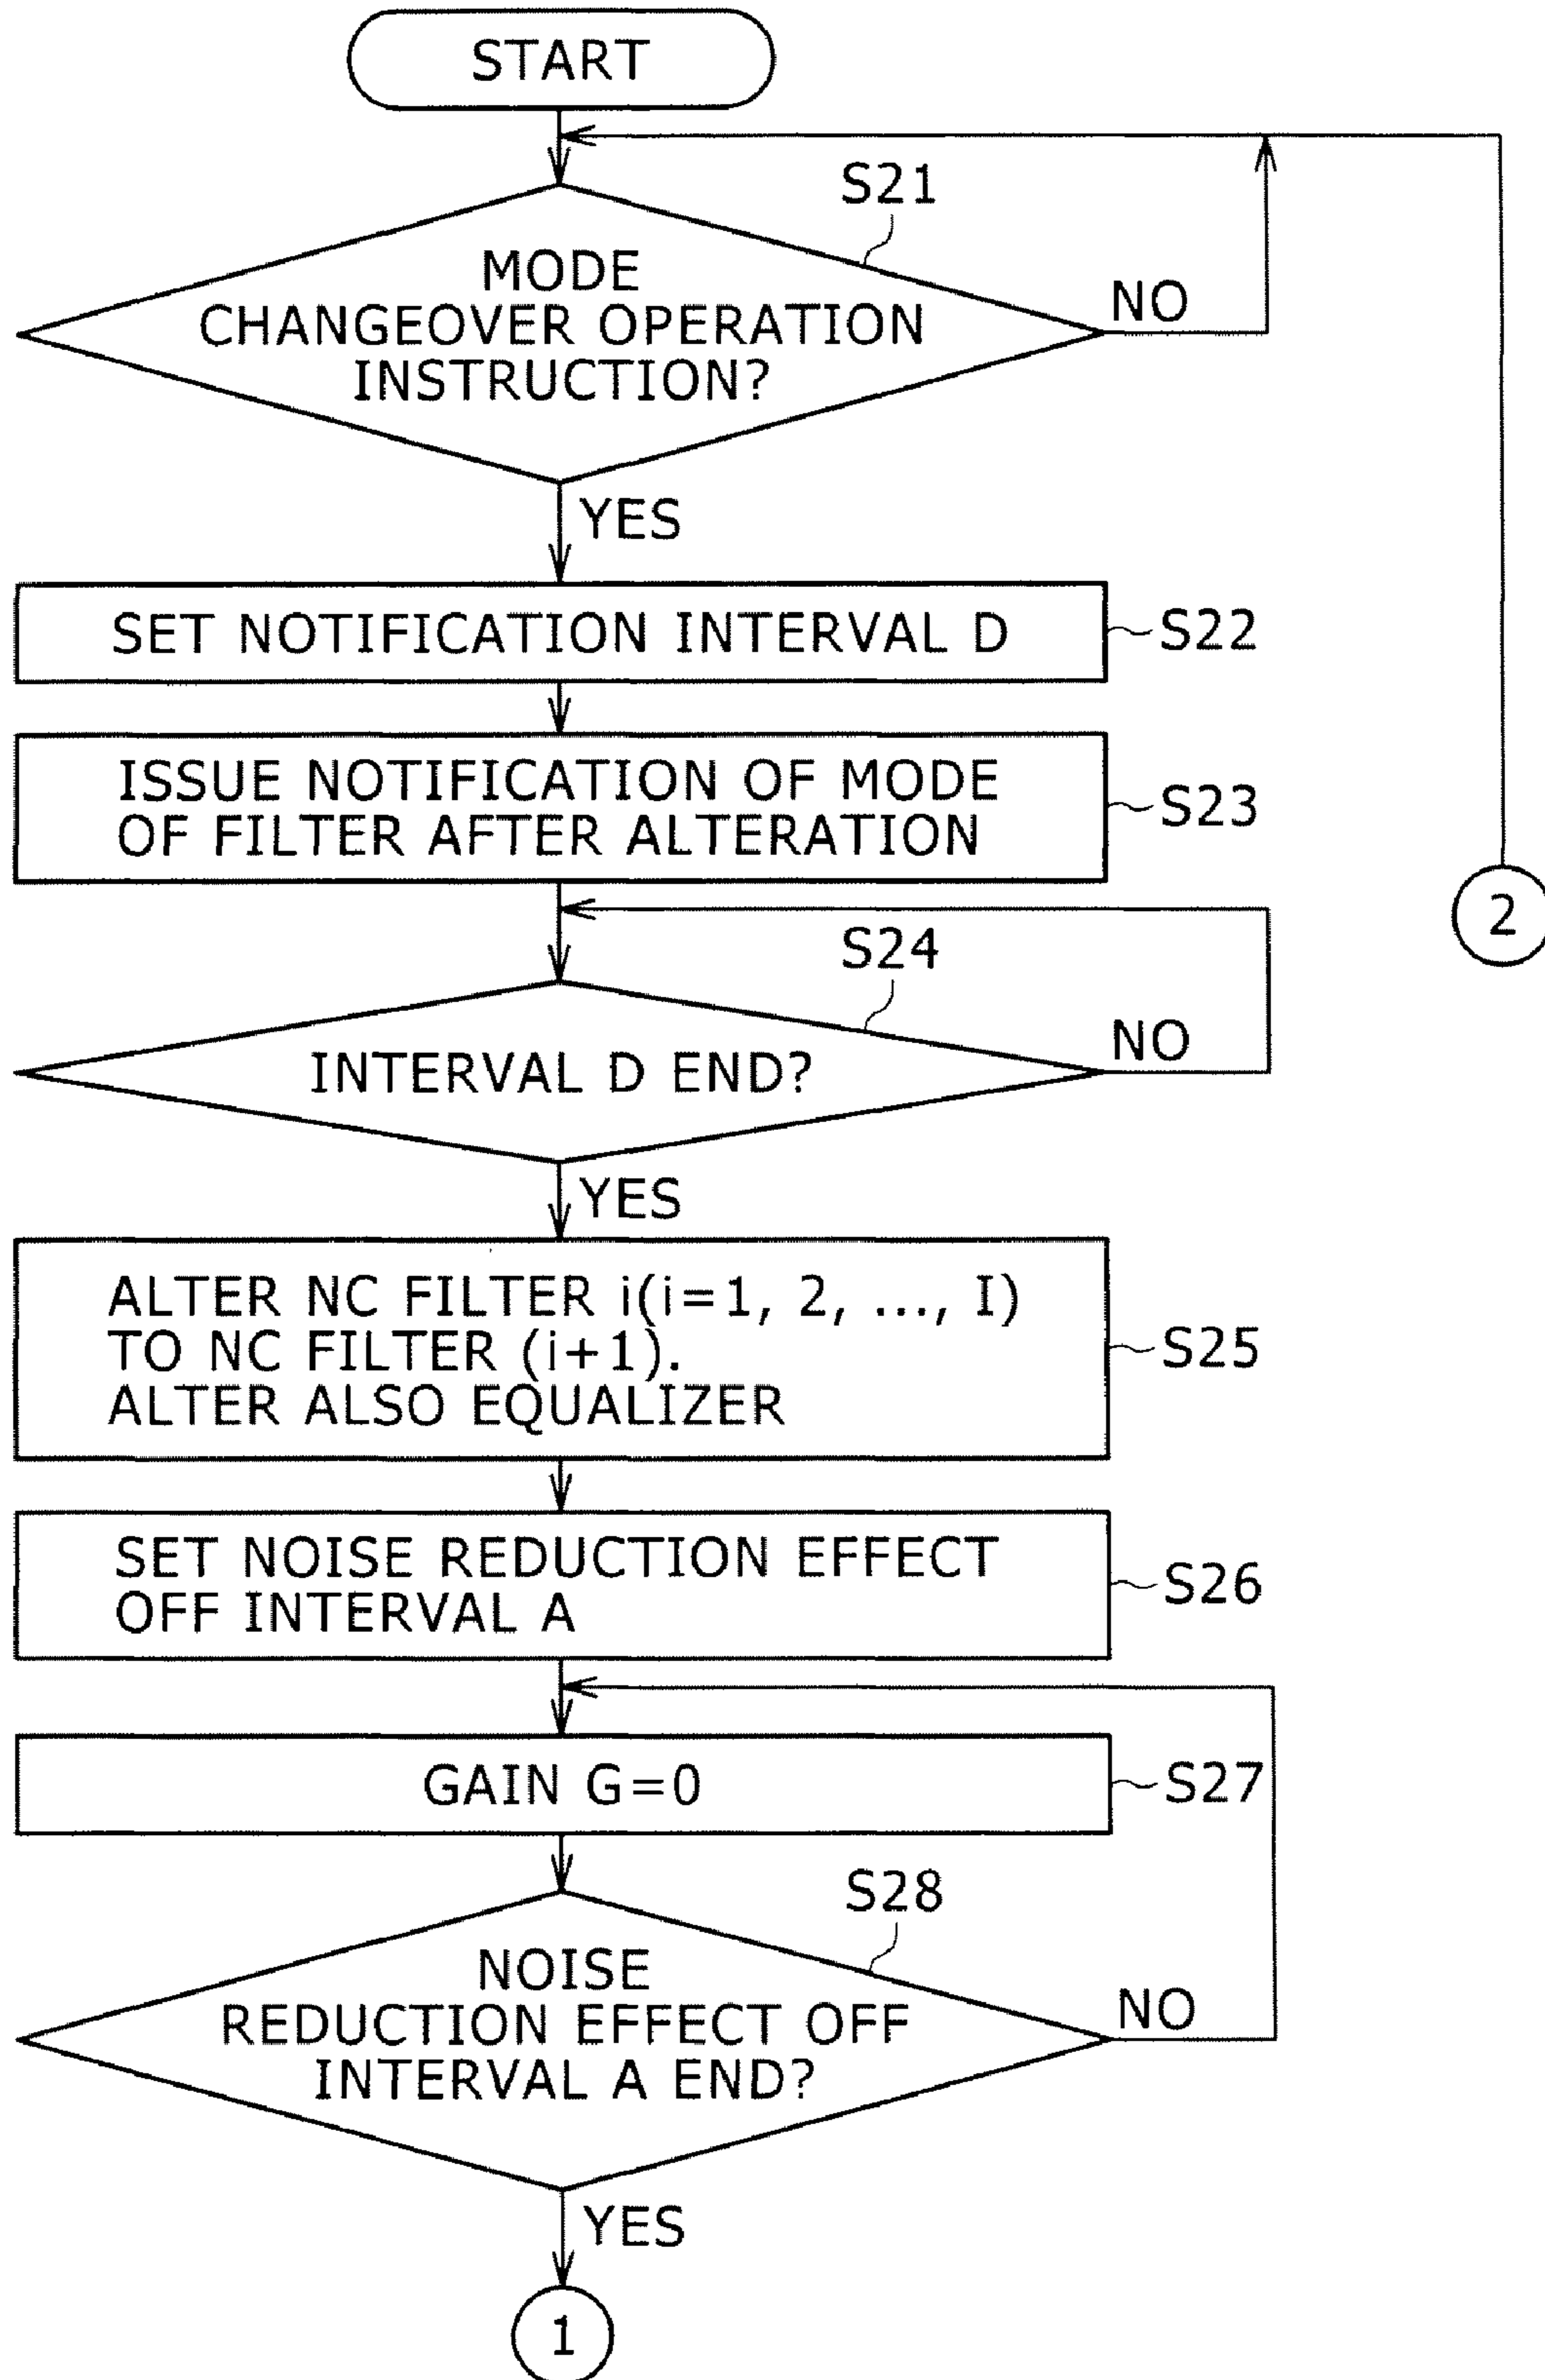 START
S21
MODE
CHANGEOVER OPERATION
INSTRUCTION?
NO
YES
SET NOTIFICATION INTERVAL D
S22
ISSUE NOTIFICATION OF MODE
OF FILTER AFTER ALTERATION
S23
2
S24
INTERVAL D END?
NO
YES
ALTER NC FILTER i(i=1, 2, ..., I)
TO NC FILTER (i+1).
ALTER ALSO EQUALIZER
S25
SET NOISE REDUCTION EFFECT
OFF INTERVAL A
S26
GAIN G=0
S27
S28
NOISE
REDUCTION EFFECT OFF
INTERVAL A END?
NO
YES
1